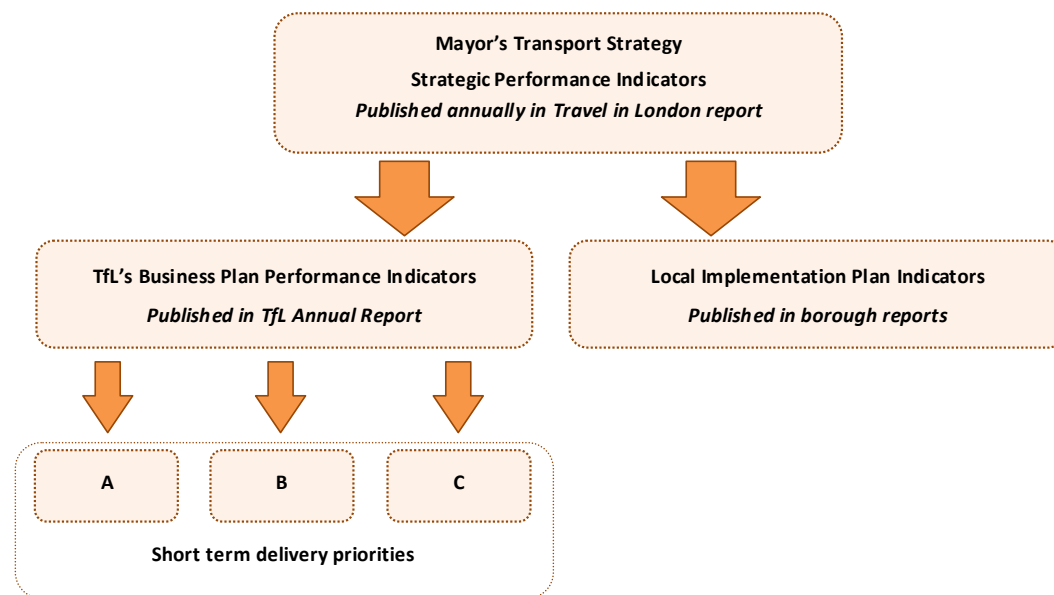 Mayor’s Transport Strategy
Strategic Performance Indicators
Published annually in Travel in London report
TfL’s Business Plan Performance Indicators
Published in TfL Annual Report
Local Implementation Plan Indicators
Published in borough reports
A
B
C
Short term delivery priorities